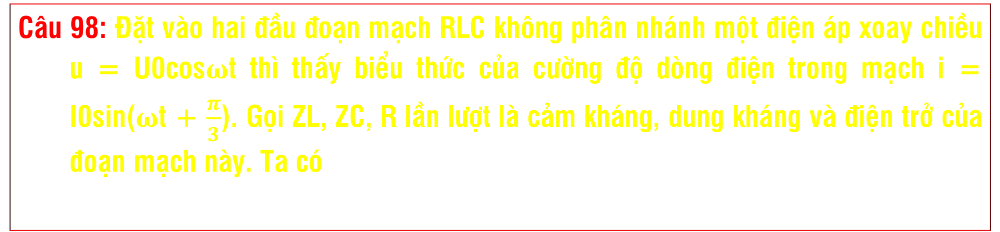 Câu 98: Đặt vào hai đầu đoạn mạch RLC không phân nhánh một điện áp xoay chiều
u = U0cosωt thì thấy biểu thức của cường độ dòng điện trong mạch i =
I0sin(ωt + π/3). Gọi ZL, ZC, R lần lượt là cảm kháng, dung kháng và điện trở của
đoạn mạch này. Ta có